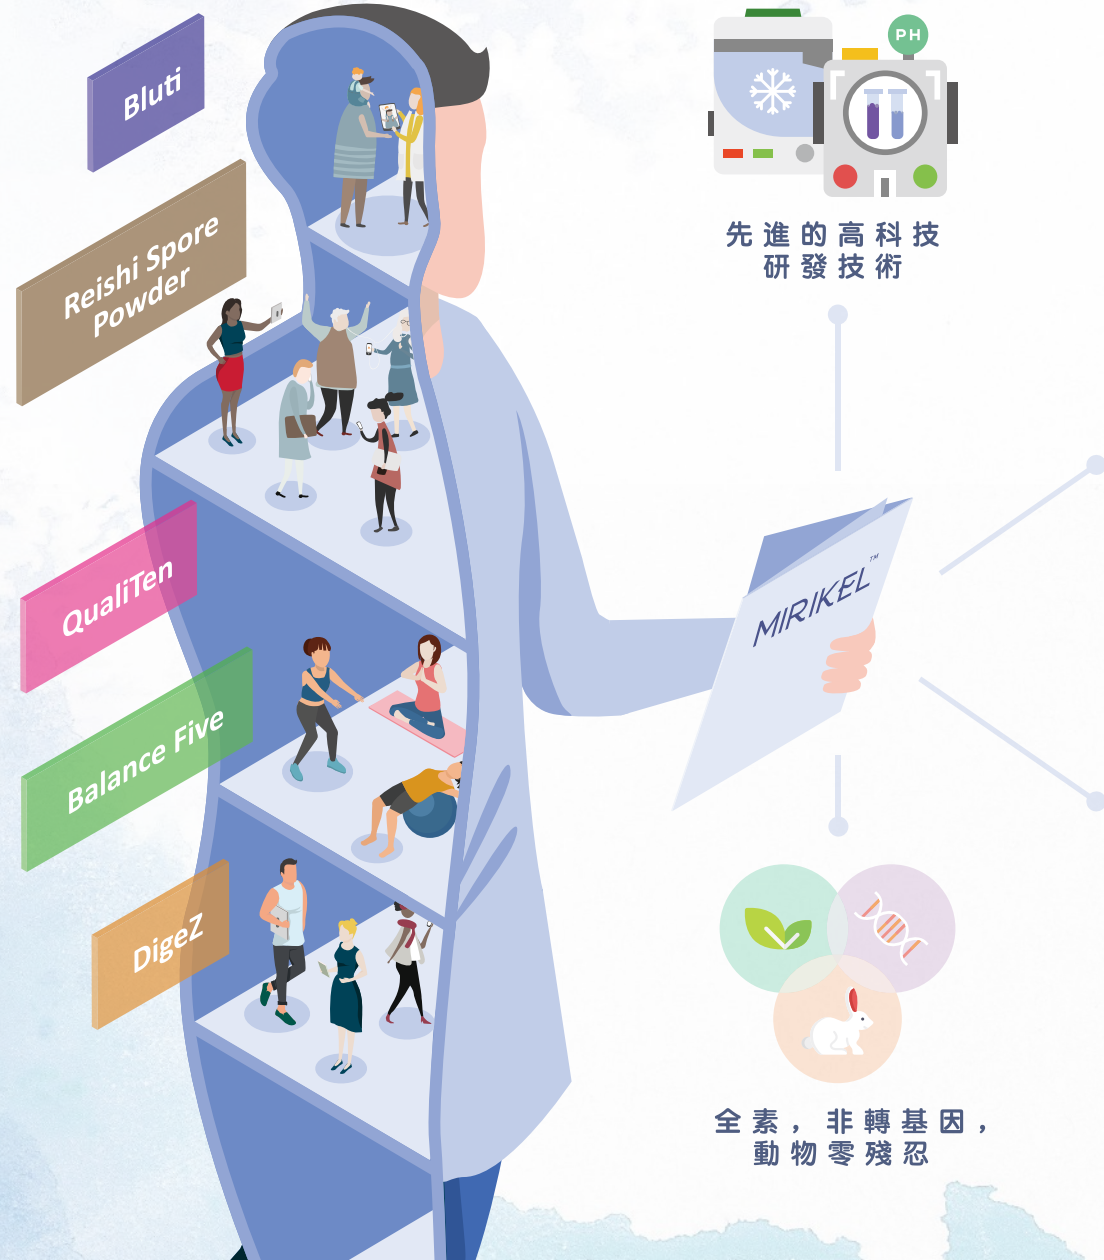 Bluti
Reishi Spore
Powder
QualiTen
Balance Five
DigeZ
PH
先進的高科技
研發技術
MIRIKEL™
全素，非轉基因，
動物零殘忍